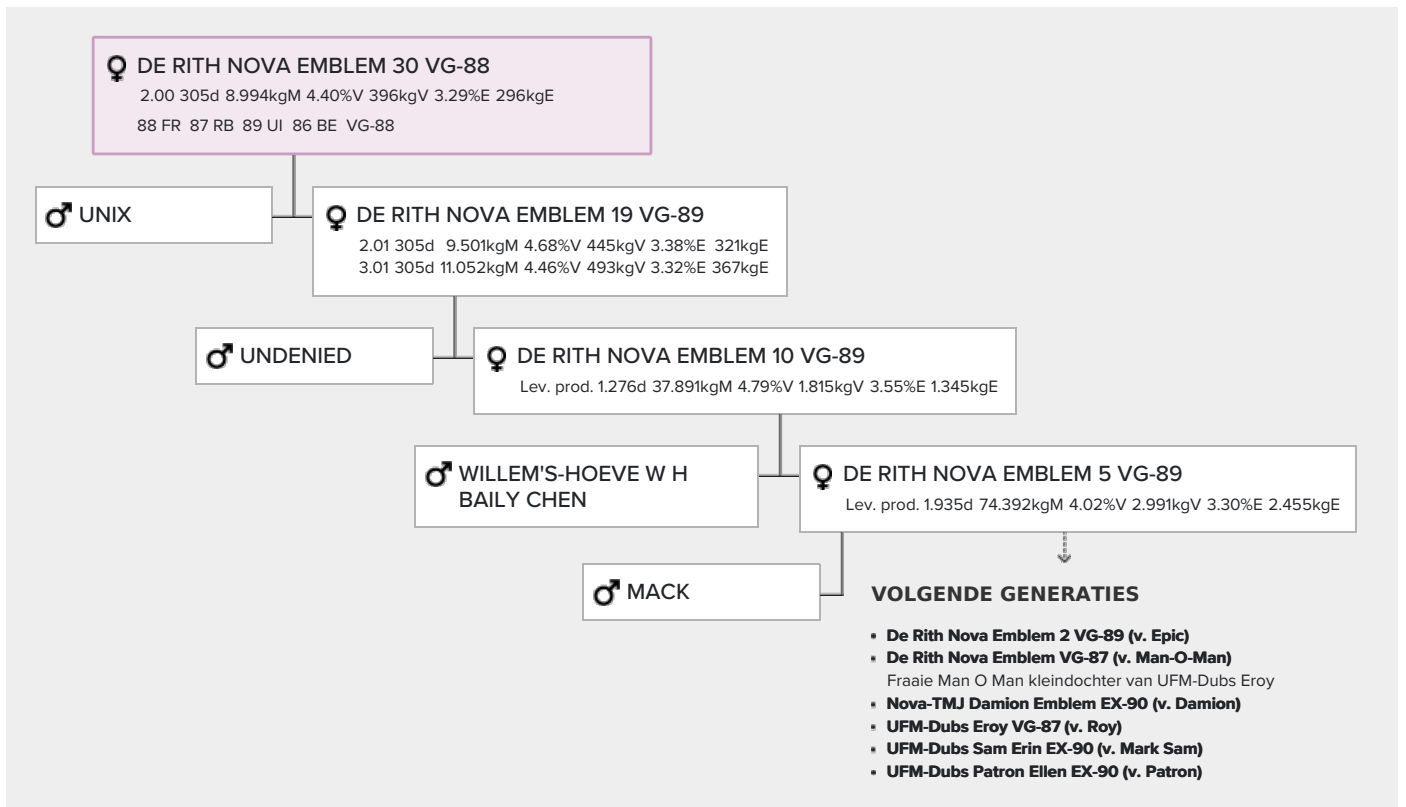 DE RITH NOVA EMBLEM 30 VG-88
2.00 305d 8.994kgM 4.40%V 396kgV 3.29%E 296kgE
88 FR 87 RB 89 UI 86 BE VG-88
UNIX
DE RITH NOVA EMBLEM 19 VG-89
2.01 305d 9.501kgM 4.68%V 445kgV 3.38%E 321kgE
3.01 305d 11.052kgM 4.46%V 493kgV 3.32%E 367kgE
UNDENIED
DE RITH NOVA EMBLEM 10 VG-89
Lev. prod. 1.276d 37.891kgM 4.79%V 1.815kgV 3.55%E 1.345kgE
WILLEM'S-HOEVE W H
BAILY CHEN
DE RITH NOVA EMBLEM 5 VG-89
Lev. prod. 1.935d 74.392kgM 4.02%V 2.991kgV 3.30%E 2.455kgE
MACK
VOLGENDE GENERATIES
▪ De Rith Nova Emblem 2 VG-89 (v. Epic)
▪ De Rith Nova Emblem VG-87 (v. Man-O-Man)
Fraaie Man O Man kleindochter van UFM-Dubs Eroy
▪ Nova-TMJ Damion Emblem EX-90 (v. Damion)
▪ UFM-Dubs Eroy VG-87 (v. Roy)
▪ UFM-Dubs Sam Erin EX-90 (v. Mark Sam)
▪ UFM-Dubs Patron Ellen EX-90 (v. Patron)